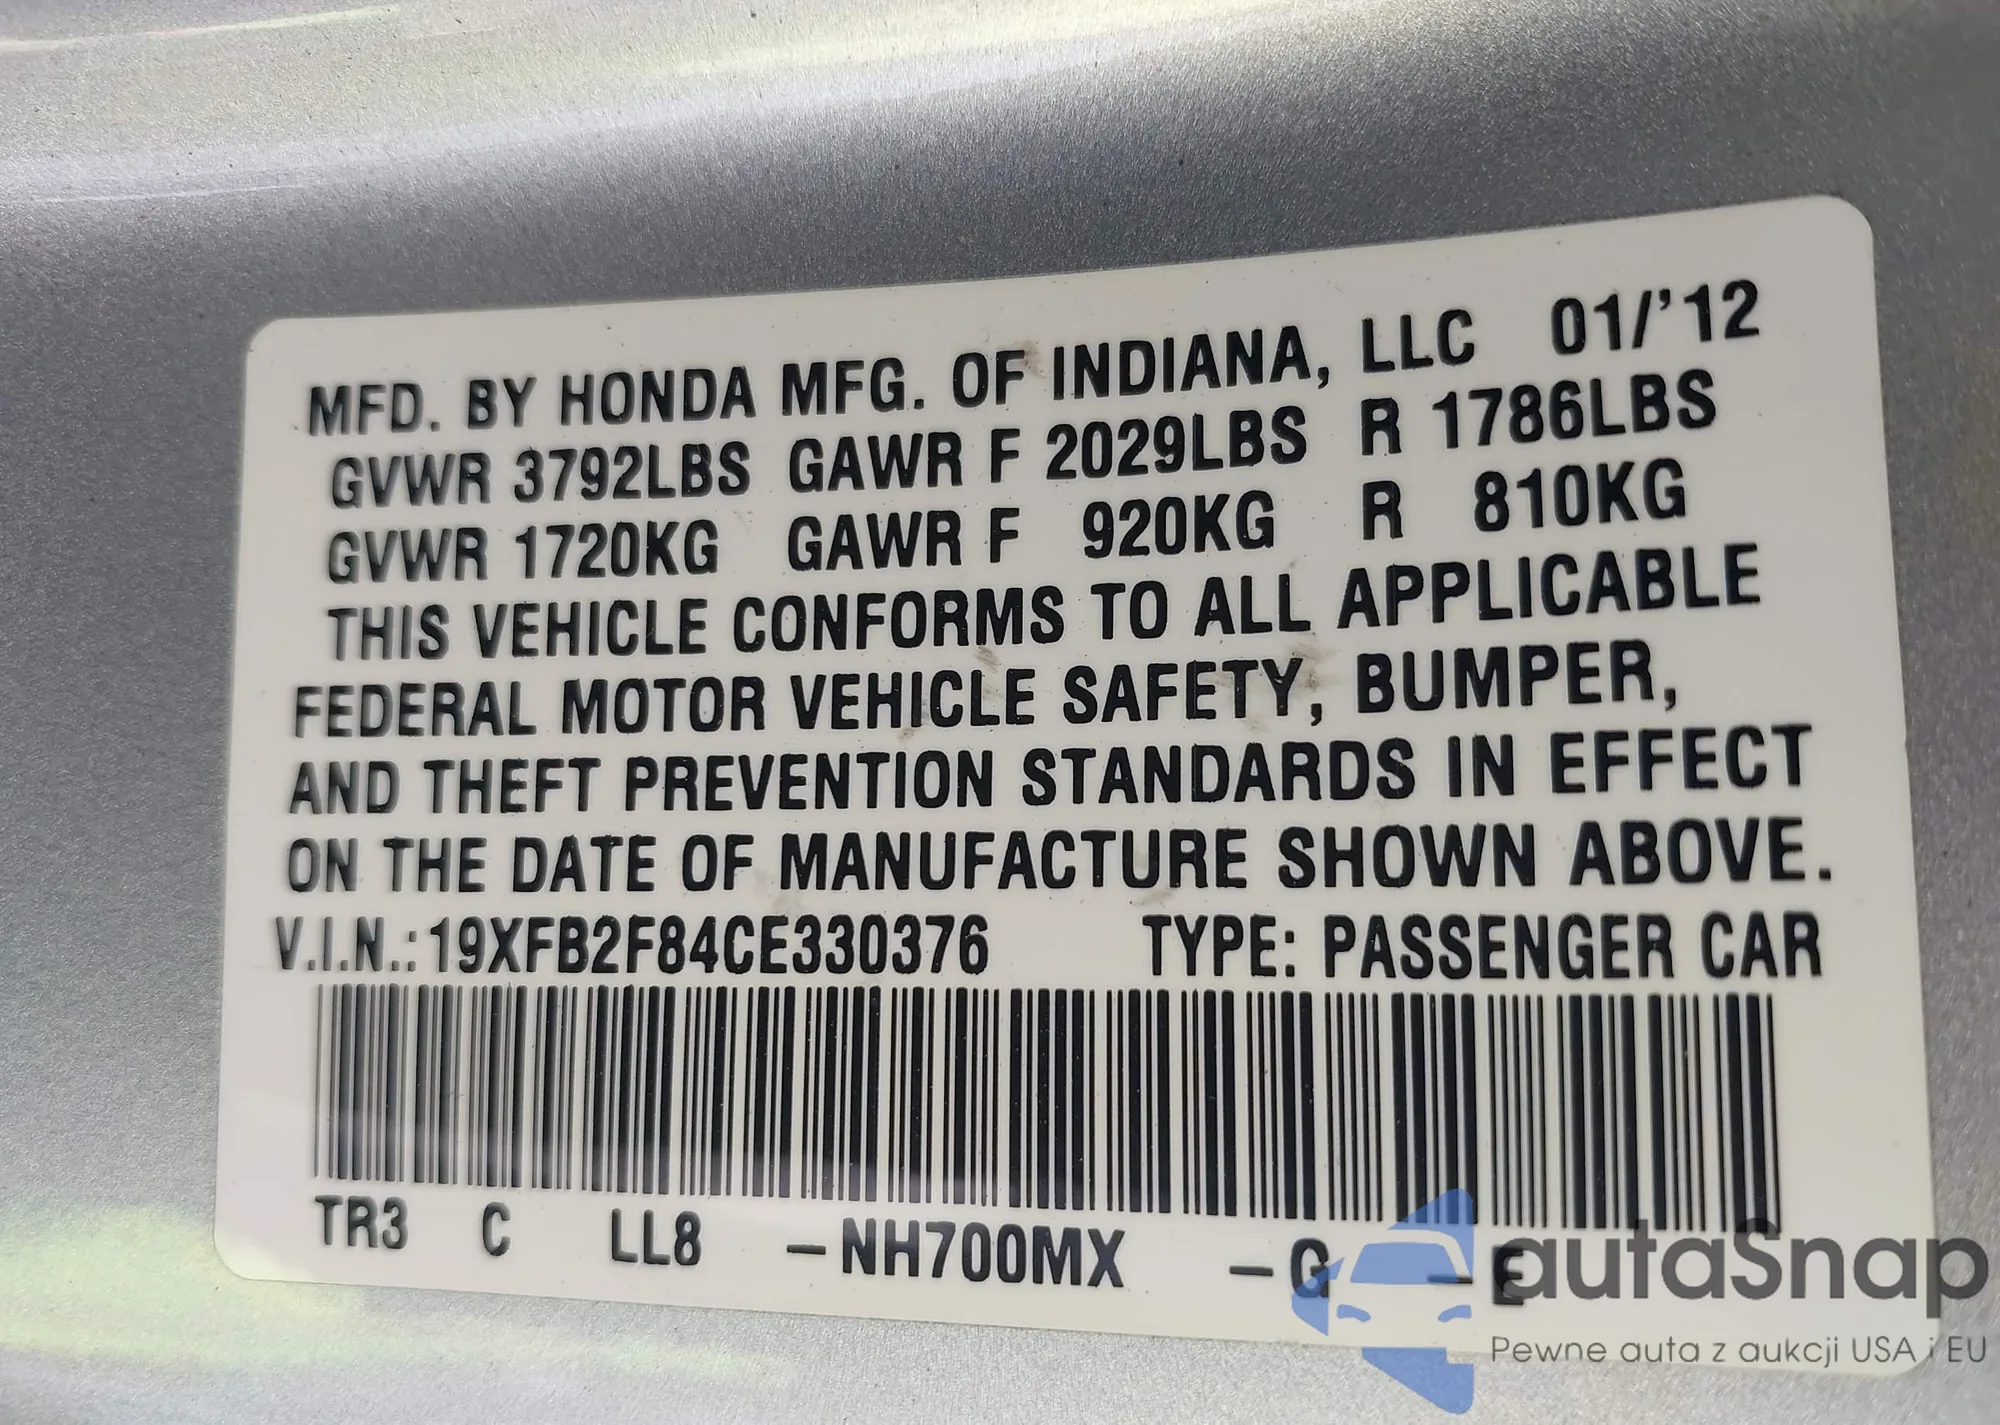 MFD. BY HONDA MFG. OF INDIANA, LLC 01/'12
GVWR 3792LBS GAWR F 2029LBS R 1786LBS
GVWR 1720KG GAWR F 920KG R 810KG
THIS VEHICLE CONFORMS TO ALL APPLICABLE
FEDERAL MOTOR VEHICLE SAFETY, BUMPER,
AND THEFT PREVENTION STANDARDS IN EFFECT
ON THE DATE OF MANUFACTURE SHOWN ABOVE.
V.I.N.: 19XFB2F84CE330376 TYPE: PASSENGER CAR
TR3 C LL8 –NH700MX –G –E
autaSnap
Pewne auta z aukcji USA i EU